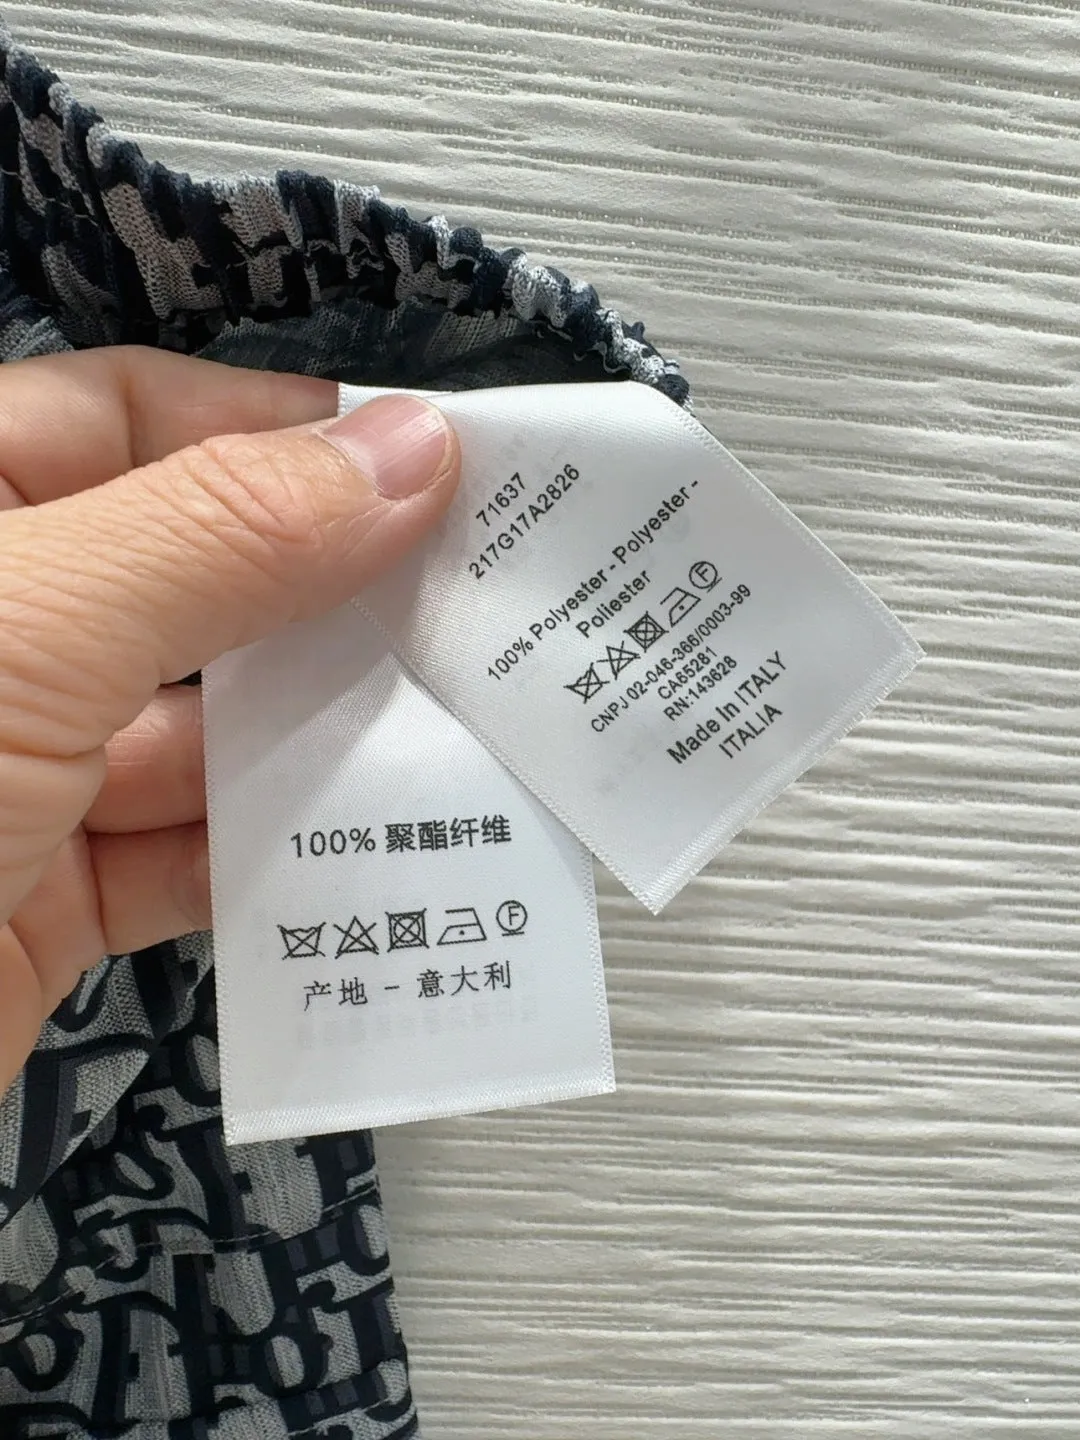 71637
217G17A2826
100% Polyester - Polyester -
Poliester
F
CNPJ 02-046-366/0003-99
CA65281
RN:143628
Made In ITALY
ITALIA
100% 聚酯纤维
F
产地 - 意大利